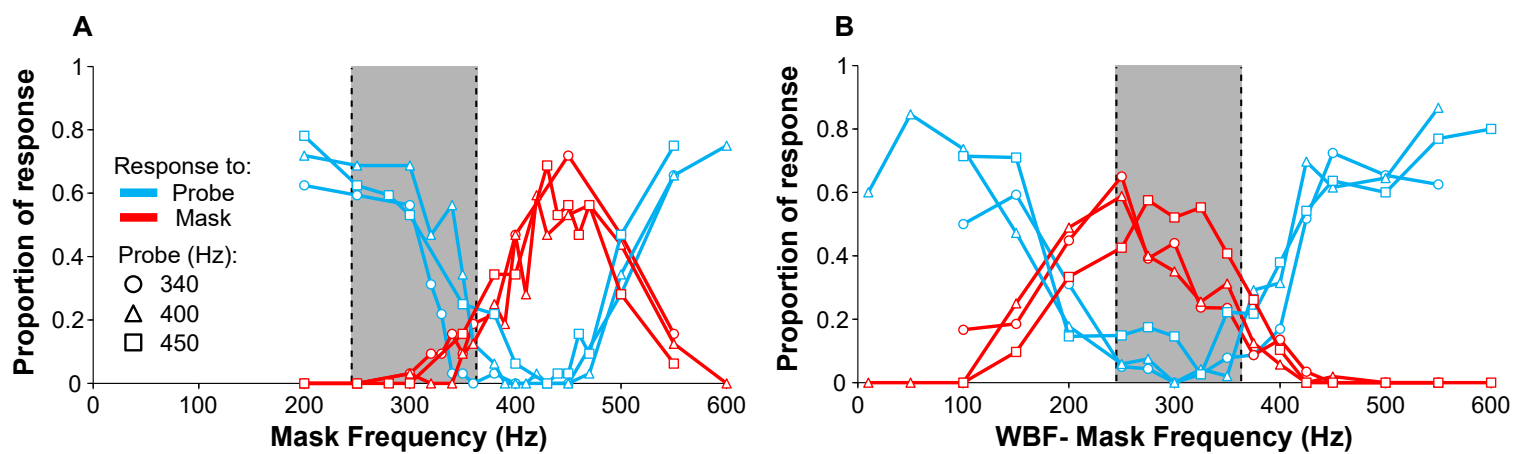 A
Proportion of response
1
0.8
0.6
0.4
0.2
0
Response to:
Probe
Mask
Probe (Hz):
340
400
450
0
100
200
300
400
500
600
Mask Frequency (Hz)
B
Proportion of response
1
0.8
0.6
0.4
0.2
0
0
100
200
300
400
500
600
WBF- Mask Frequency (Hz)